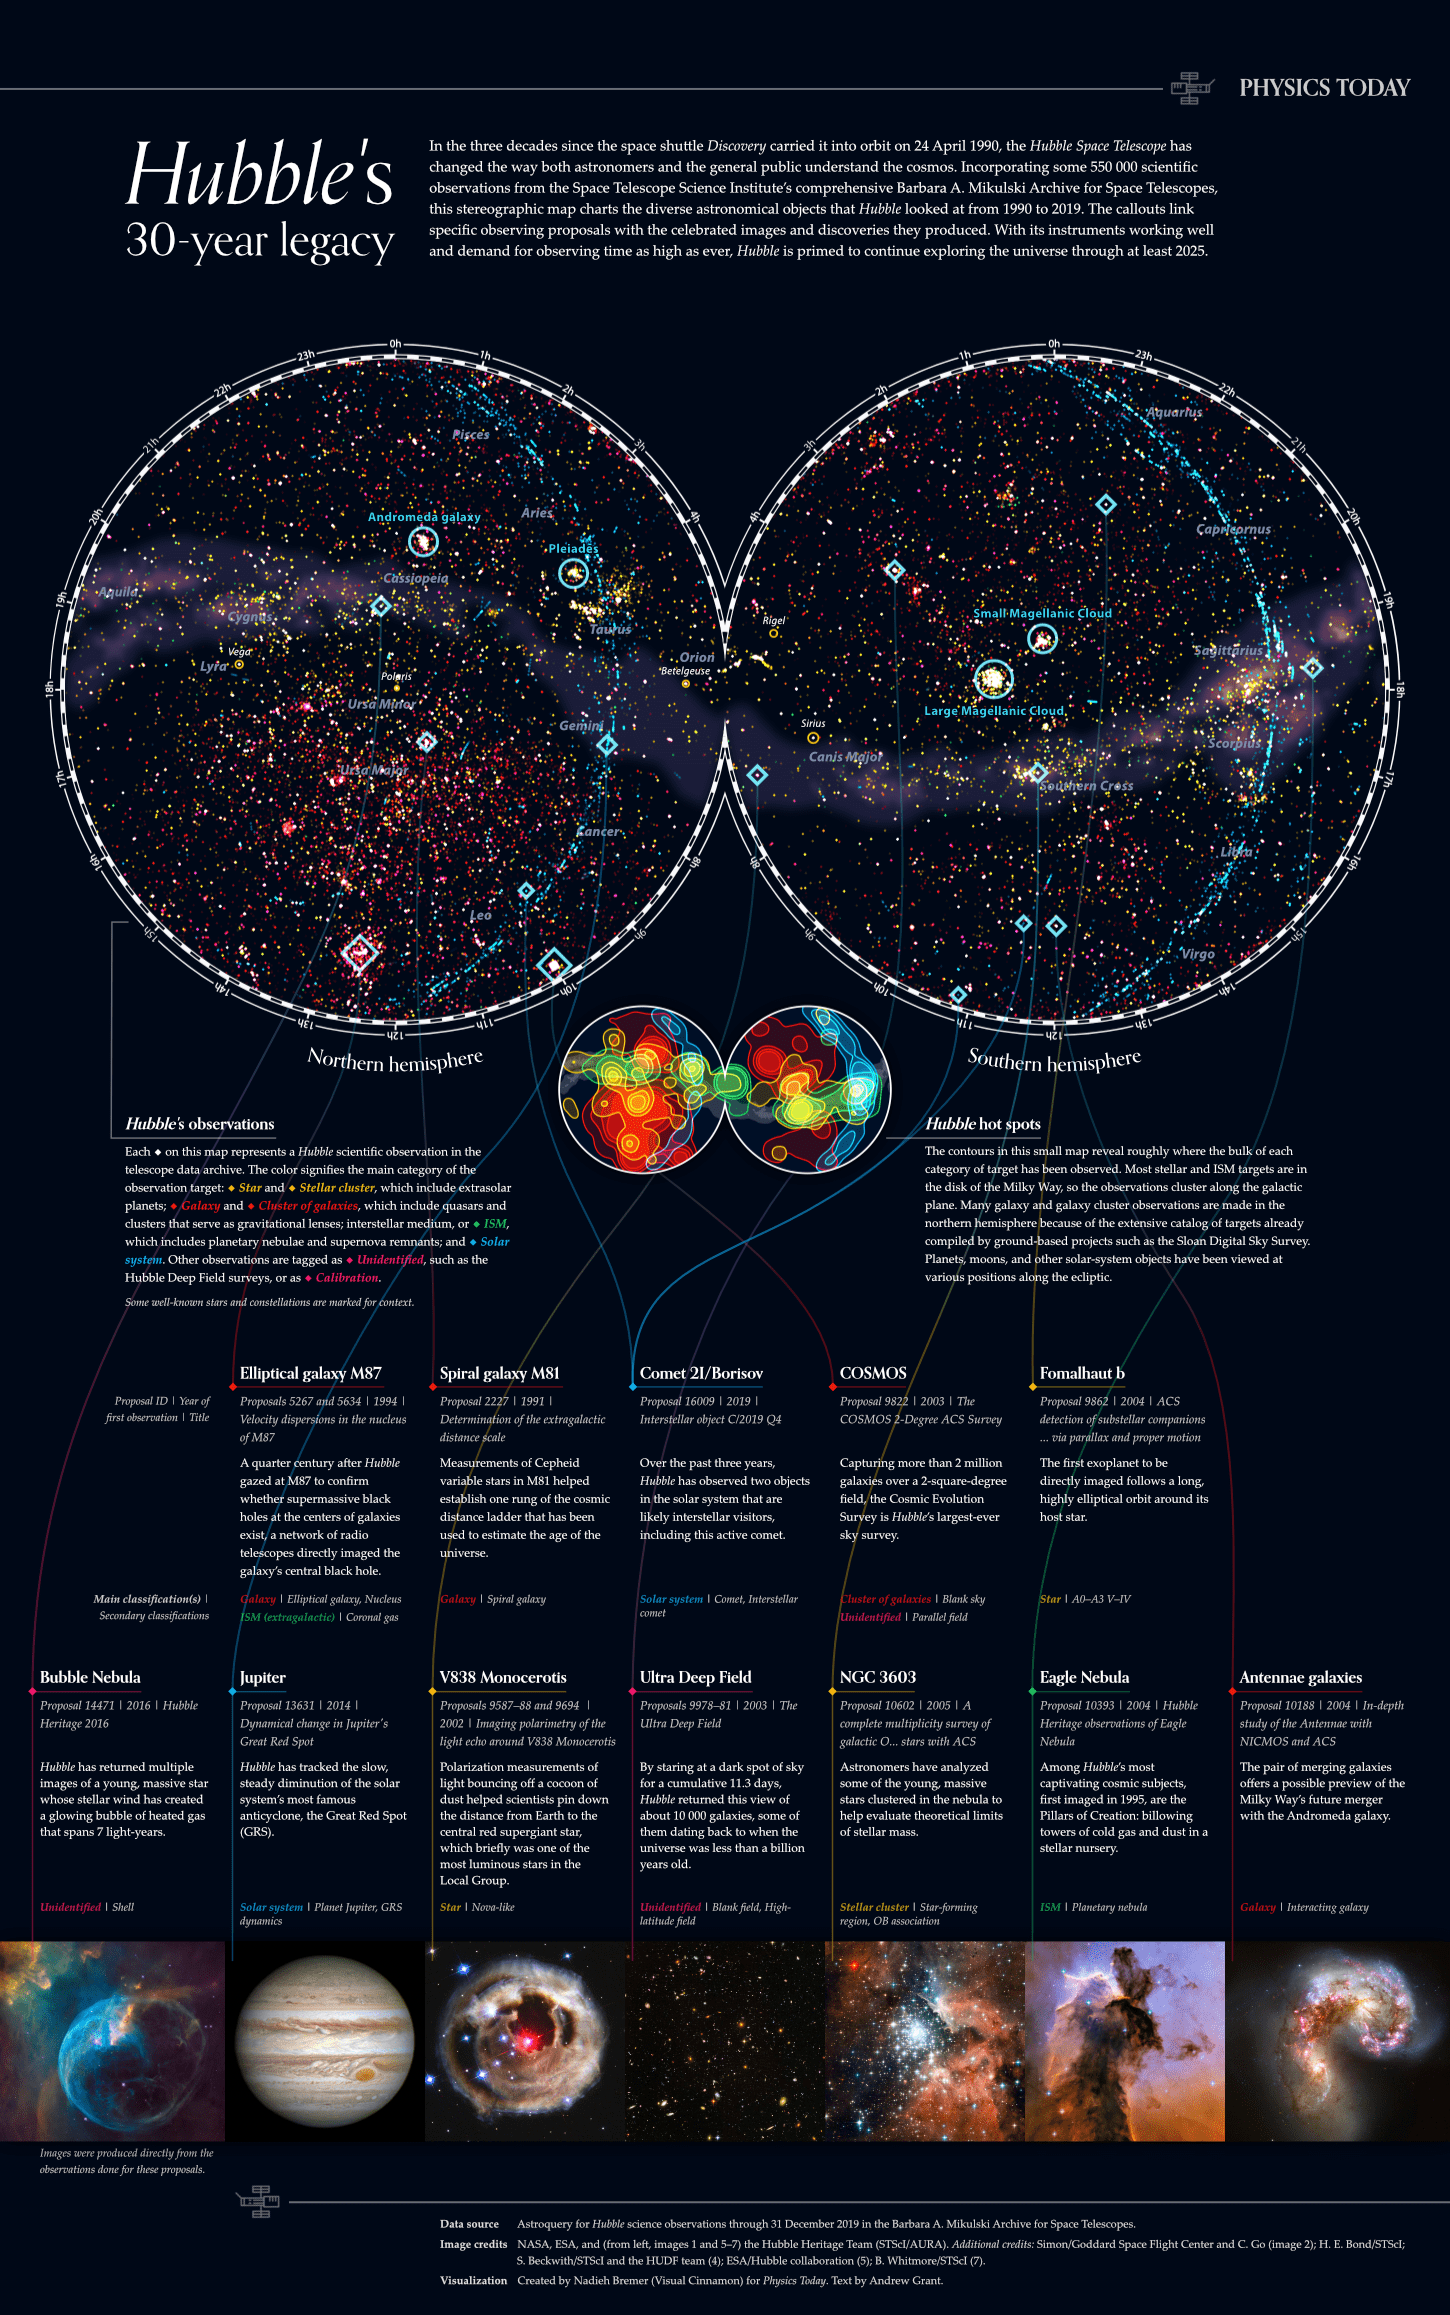 PHYSICS TODAY
Hubble's
30-year legacy
In the three decades since the space shuttle Discovery carried it into orbit on 24 April 1990, the Hubble Space Telescope has
changed the way both astronomers and the general public understand the cosmos. Incorporating some 550 000 scientific
observations from the Space Telescope Science Institute's comprehensive Barbara A. Mikulski Archive for Space Telescopes,
this stereographic map charts the diverse astronomical objects that Hubble looked at from 1990 to 2019. The callouts link
specific observing proposals with the celebrated images and discoveries they produced. With its instruments working well
and demand for observing time as high as ever, Hubble is primed to continue exploring the universe through at least 2025.
0h
1h
2h
3h
4h
8h
9h
10h
11h
12h
13h
14h
15h
16h
17h
18h
19h
20h
21h
22h
23h
Pisces
Aries
Andromeda galaxy
Pleiades
Cassiopeia
Aquila
Cygnus
Taurus
Vega
Lyra
Polaris
Orion
Betelgeuse
Ursa Minor
Gemini
Ursa Major
Cancer
Leo
Northern hemisphere
0h
23h
22h
21h
20h
19h
18h
17h
16h
15h
14h
13h
12h
11h
10h
9h
8h
4h
3h
2h
1h
Aquarius
Capricornus
Small Magellanic Cloud
Rigel
Sagittarius
Large Magellanic Cloud
Sirius
Scorpius
Canis Major
Southern Cross
Libra
Virgo
Southern hemisphere
Hubble's observations
Each ◆ on this map represents a Hubble scientific observation in the
telescope data archive. The color signifies the main category of the
observation target: ◆ Star and ◆ Stellar cluster, which include extrasolar
planets; ◆ Galaxy and ◆ Cluster of galaxies, which include quasars and
clusters that serve as gravitational lenses; interstellar medium, or ◆ ISM,
which includes planetary nebulae and supernova remnants; and ◆ Solar
system. Other observations are tagged as ◆ Unidentified, such as the
Hubble Deep Field surveys, or as ◆ Calibration.
Some well-known stars and constellations are marked for context.
Hubble hot spots
The contours in this small map reveal roughly where the bulk of each
category of target has been observed. Most stellar and ISM targets are in
the disk of the Milky Way, so the observations cluster along the galactic
plane. Many galaxy and galaxy cluster observations are made in the
northern hemisphere because of the extensive catalog of targets already
compiled by ground-based projects such as the Sloan Digital Sky Survey.
Planets, moons, and other solar-system objects have been viewed at
various positions along the ecliptic.
Proposal ID | Year of
first observation | Title
Main classification(s) |
Secondary classifications
Elliptical galaxy M87
Proposals 5267 and 5634 | 1994 |
Velocity dispersions in the nucleus
of M87
A quarter century after Hubble
gazed at M87 to confirm
whether supermassive black
holes at the centers of galaxies
exist, a network of radio
telescopes directly imaged the
galaxy's central black hole.
Galaxy | Elliptical galaxy, Nucleus
ISM (extragalactic) | Coronal gas
Spiral galaxy M81
Proposal 2227 | 1991 |
Determination of the extragalactic
distance scale
Measurements of Cepheid
variable stars in M81 helped
establish one rung of the cosmic
distance ladder that has been
used to estimate the age of the
universe.
Galaxy | Spiral galaxy
Comet 2I/Borisov
Proposal 16009 | 2019 |
Interstellar object C/2019 Q4
Over the past three years,
Hubble has observed two objects
in the solar system that are
likely interstellar visitors,
including this active comet.
Solar system | Comet, Interstellar
comet
COSMOS
Proposal 9822 | 2003 | The
COSMOS 2-Degree ACS Survey
Capturing more than 2 million
galaxies over a 2-square-degree
field, the Cosmic Evolution
Survey is Hubble's largest-ever
sky survey.
Cluster of galaxies | Blank sky
Unidentified | Parallel field
Fomalhaut b
Proposal 9862 | 2004 | ACS
detection of substellar companions
... via parallax and proper motion
The first exoplanet to be
directly imaged follows a long,
highly elliptical orbit around its
host star.
Star | A0–A3 V–IV
Bubble Nebula
Proposal 14471 | 2016 | Hubble
Heritage 2016
Hubble has returned multiple
images of a young, massive star
whose stellar wind has created
a glowing bubble of heated gas
that spans 7 light-years.
Unidentified | Shell
Jupiter
Proposal 13631 | 2014 |
Dynamical change in Jupiter's
Great Red Spot
Hubble has tracked the slow,
steady diminution of the solar
system's most famous
anticyclone, the Great Red Spot
(GRS).
Solar system | Planet Jupiter, GRS
dynamics
V838 Monocerotis
Proposals 9587–88 and 9694 |
2002 | Imaging polarimetry of the
light echo around V838 Monocerotis
Polarization measurements of
light bouncing off a cocoon of
dust helped scientists pin down
the distance from Earth to the
central red supergiant star,
which briefly was one of the
most luminous stars in the
Local Group.
Star | Nova-like
Ultra Deep Field
Proposals 9978–81 | 2003 | The
Ultra Deep Field
By staring at a dark spot of sky
for a cumulative 11.3 days,
Hubble returned this view of
about 10 000 galaxies, some of
them dating back to when the
universe was less than a billion
years old.
Unidentified | Blank field, High-
latitude field
NGC 3603
Proposal 10602 | 2005 | A
complete multiplicity survey of
galactic O... stars with ACS
Astronomers have analyzed
some of the young, massive
stars clustered in the nebula to
help evaluate theoretical limits
of stellar mass.
Stellar cluster | Star-forming
region, OB association
Eagle Nebula
Proposal 10393 | 2004 | Hubble
Heritage observations of Eagle
Nebula
Among Hubble's most
captivating cosmic subjects,
first imaged in 1995, are the
Pillars of Creation: billowing
towers of cold gas and dust in a
stellar nursery.
ISM | Planetary nebula
Antennae galaxies
Proposal 10188 | 2004 | In-depth
study of the Antennae with
NICMOS and ACS
The pair of merging galaxies
offers a possible preview of the
Milky Way's future merger
with the Andromeda galaxy.
Galaxy | Interacting galaxy
Images were produced directly from the
observations done for these proposals.
Data source Astroquery for Hubble science observations through 31 December 2019 in the Barbara A. Mikulski Archive for Space Telescopes.
Image credits NASA, ESA, and (from left, images 1 and 5–7) the Hubble Heritage Team (STScI/AURA). Additional credits: Simon/Goddard Space Flight Center and C. Go (image 2); H. E. Bond/STScI;
S. Beckwith/STScI and the HUDF team (4); ESA/Hubble collaboration (5); B. Whitmore/STScI (7).
Visualization Created by Nadieh Bremer (Visual Cinnamon) for Physics Today. Text by Andrew Grant.